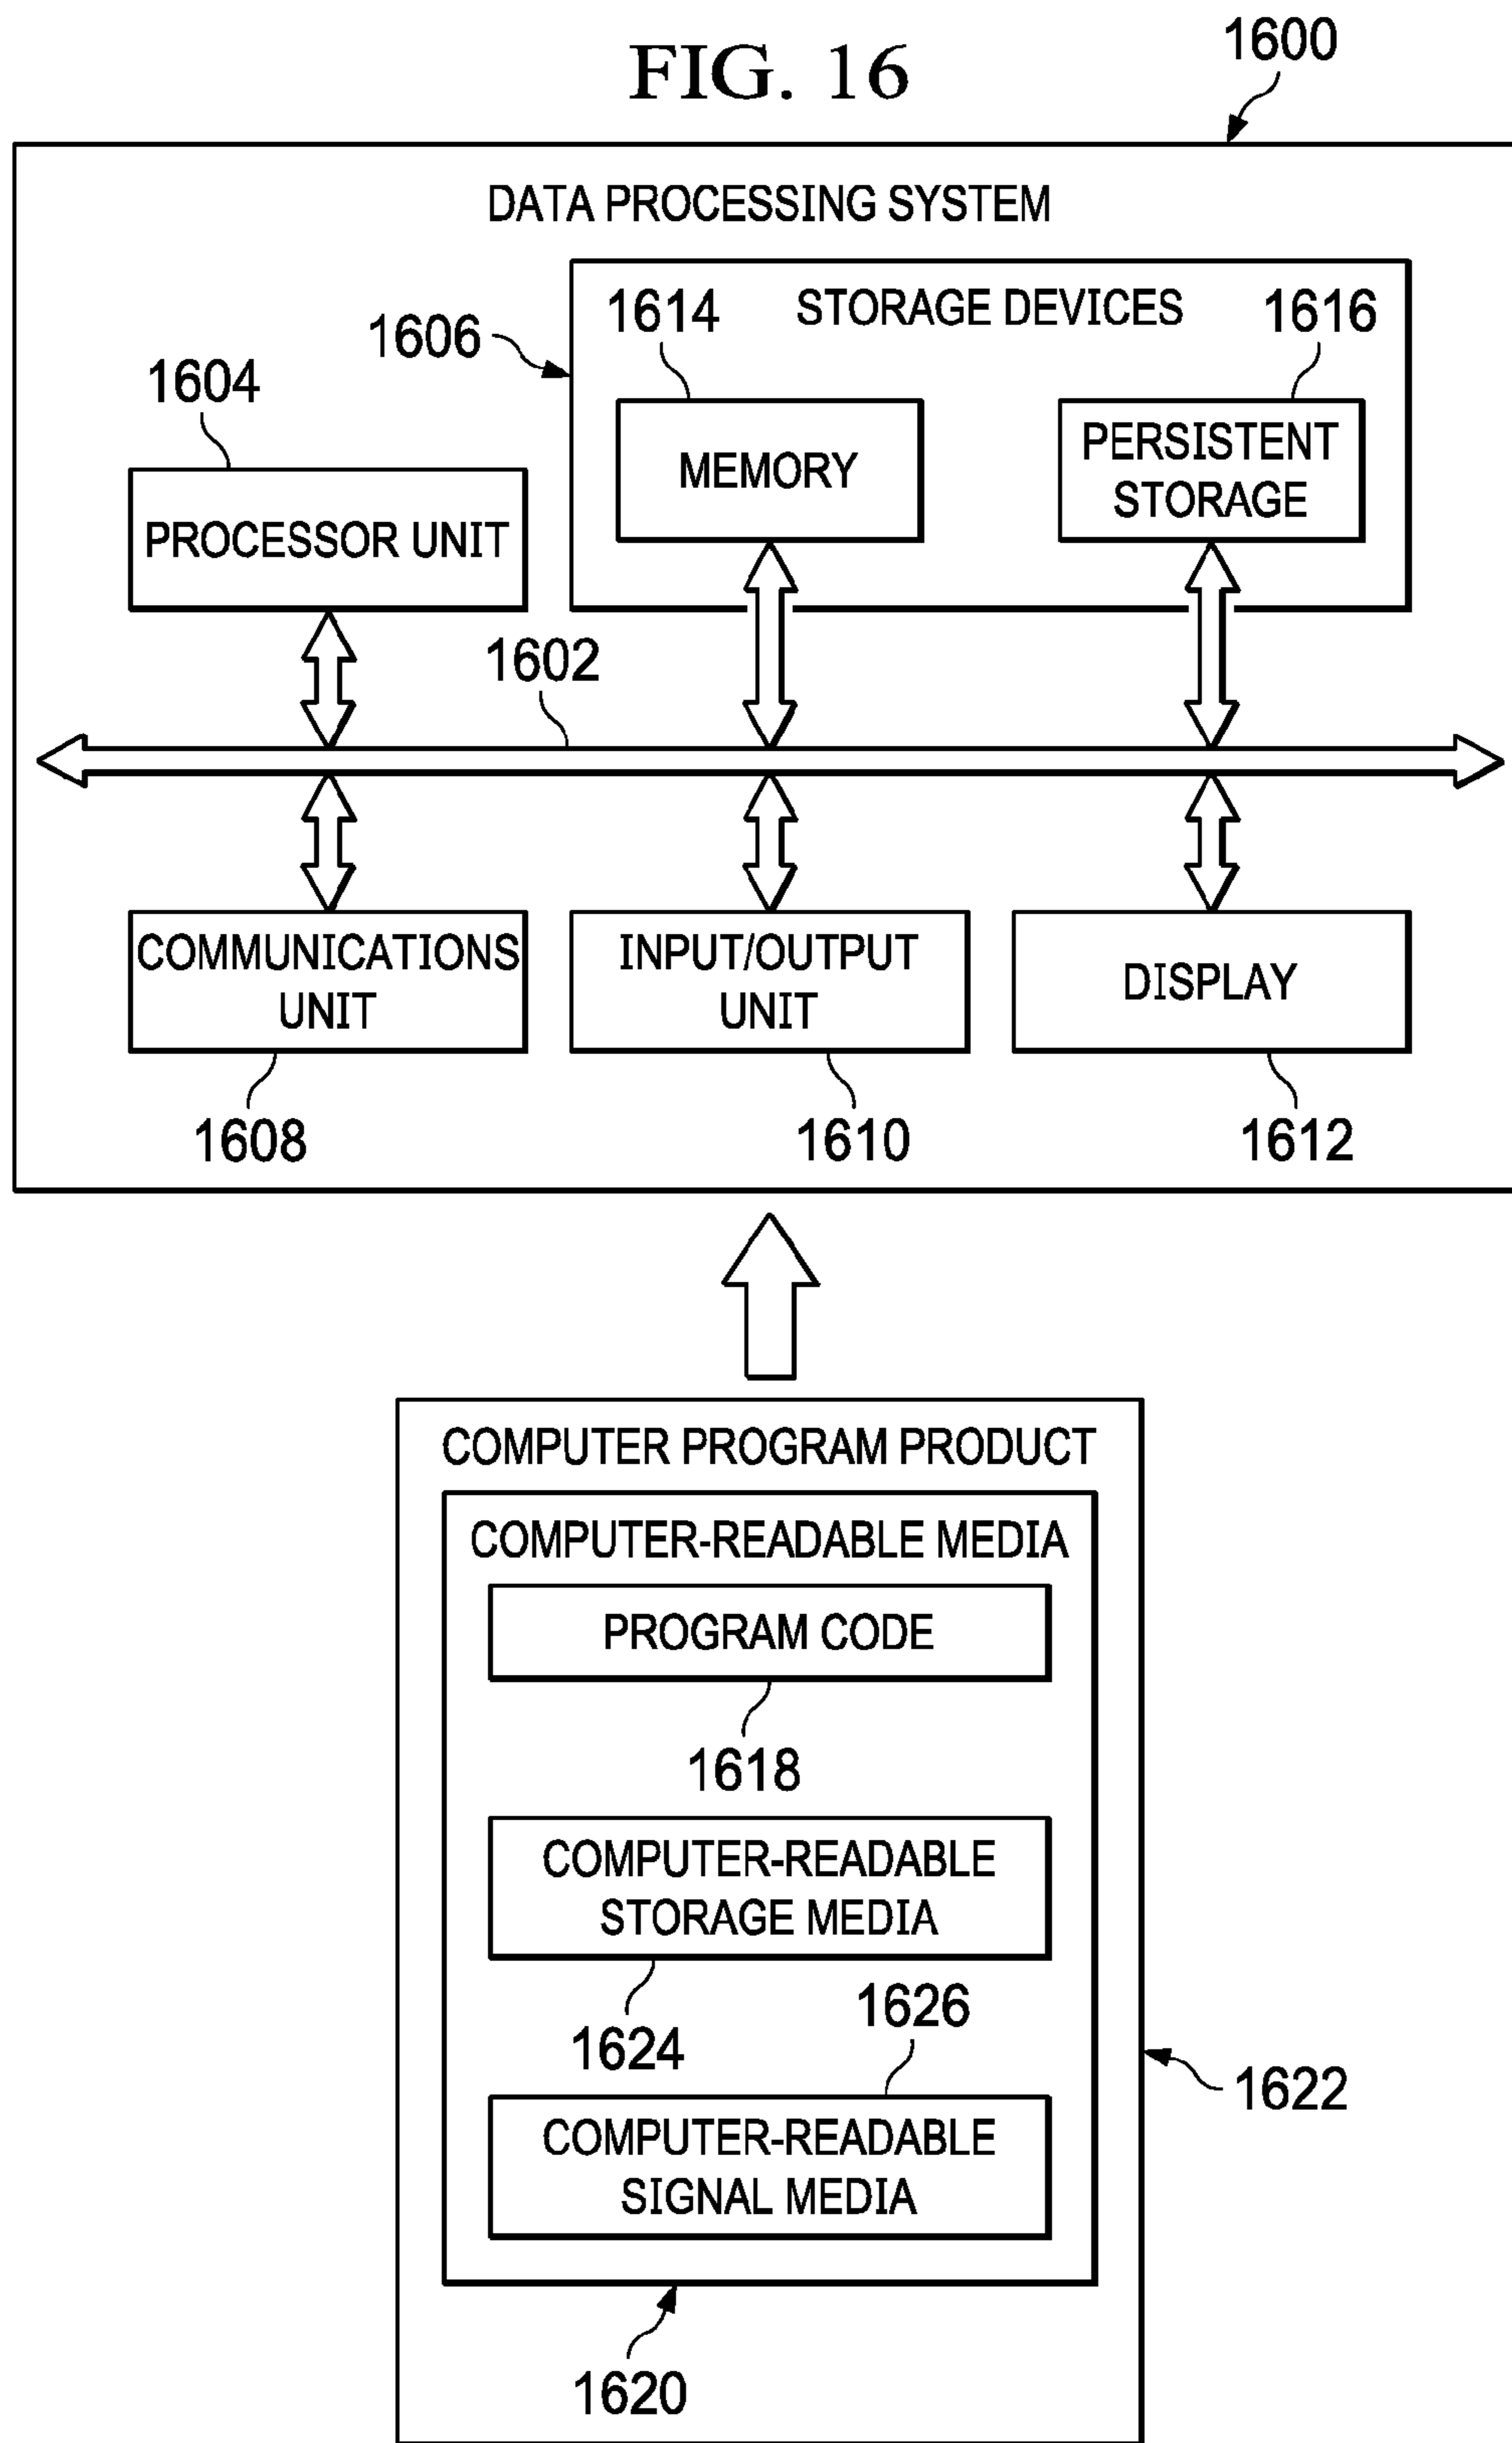 FIG. 16
1600
DATA PROCESSING SYSTEM
1606
1614
STORAGE DEVICES
1616
1604
MEMORY
PERSISTENT
STORAGE
PROCESSOR UNIT
1602
COMMUNICATIONS
UNIT
INPUT/OUTPUT
UNIT
DISPLAY
1608
1610
1612
COMPUTER PROGRAM PRODUCT
COMPUTER-READABLE MEDIA
PROGRAM CODE
1618
COMPUTER-READABLE
STORAGE MEDIA
1624
1626
COMPUTER-READABLE
SIGNAL MEDIA
1622
1620